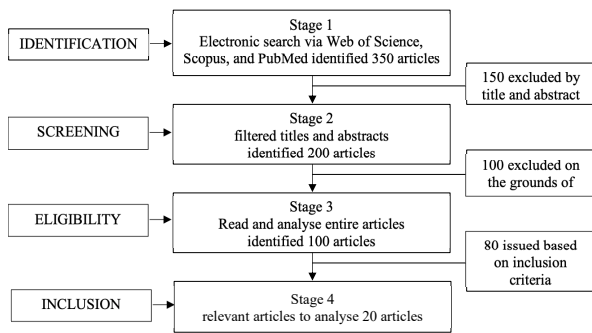 Stage 1
IDENTIFICATION
Electronic search via Web of Science,
Scopus, and PubMed identified 350 articles
150 excluded by
title and abstract
Stage 2
SCREENING
filtered titles and abstracts
identified 200 articles
100 excluded on
the grounds of
Stage 3
ELIGIBILITY
Read and analyse entire articles
identified 100 articles
80 issued based
on inclusion
criteria
Stage 4
INCLUSION
relevant articles to analyse 20 articles